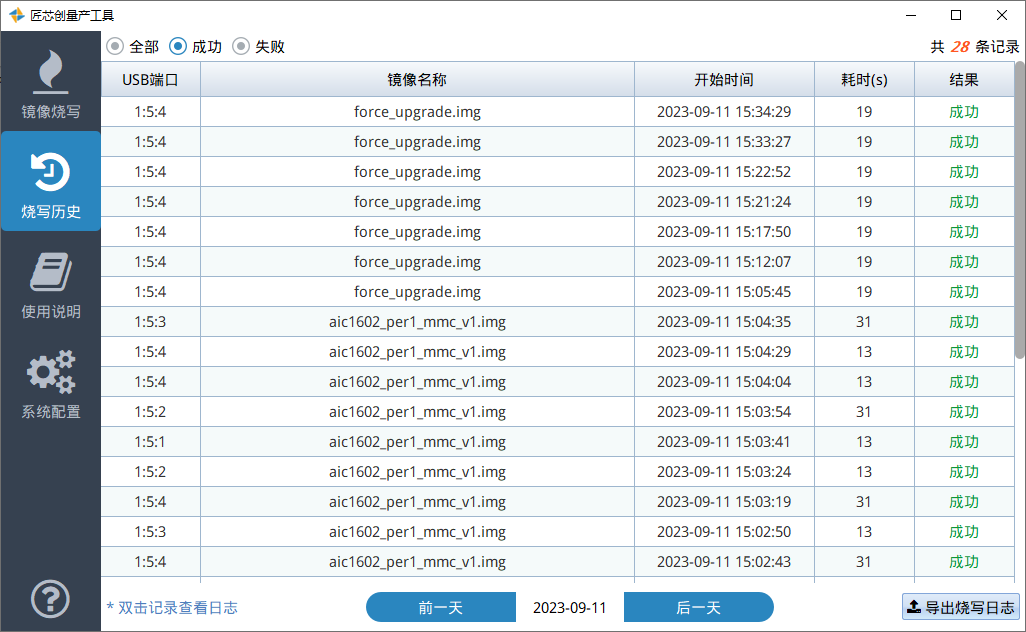 匠芯创量产工具
镜像烧写
烧写历史
使用说明
系统配置
全部 成功 失败 共 28 条记录
USB端口 镜像名称 开始时间 耗时(s) 结果
1:5:4 force_upgrade.img 2023-09-11 15:34:29 19 成功
1:5:4 force_upgrade.img 2023-09-11 15:33:27 19 成功
1:5:4 force_upgrade.img 2023-09-11 15:22:52 19 成功
1:5:4 force_upgrade.img 2023-09-11 15:21:24 19 成功
1:5:4 force_upgrade.img 2023-09-11 15:17:50 19 成功
1:5:4 force_upgrade.img 2023-09-11 15:12:07 19 成功
1:5:4 force_upgrade.img 2023-09-11 15:05:45 19 成功
1:5:3 aic1602_per1_mmc_v1.img 2023-09-11 15:04:35 31 成功
1:5:4 aic1602_per1_mmc_v1.img 2023-09-11 15:04:29 13 成功
1:5:4 aic1602_per1_mmc_v1.img 2023-09-11 15:04:04 13 成功
1:5:2 aic1602_per1_mmc_v1.img 2023-09-11 15:03:54 31 成功
1:5:1 aic1602_per1_mmc_v1.img 2023-09-11 15:03:41 13 成功
1:5:2 aic1602_per1_mmc_v1.img 2023-09-11 15:03:24 13 成功
1:5:4 aic1602_per1_mmc_v1.img 2023-09-11 15:03:19 31 成功
1:5:3 aic1602_per1_mmc_v1.img 2023-09-11 15:02:50 13 成功
1:5:4 aic1602_per1_mmc_v1.img 2023-09-11 15:02:43 31 成功
* 双击记录查看日志 前一天 2023-09-11 后一天 导出烧写日志